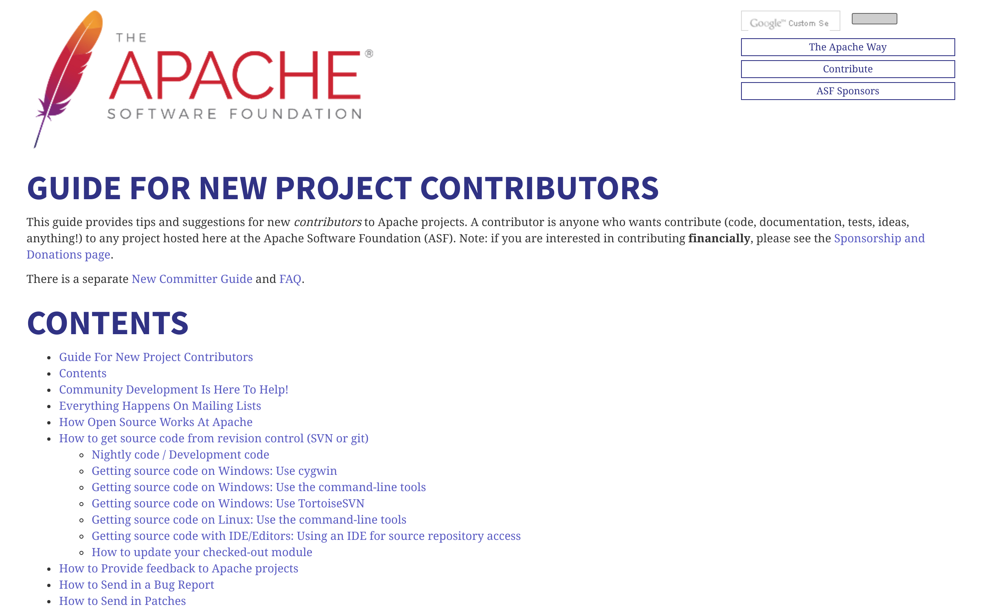 THE
APACHE®
SOFTWARE FOUNDATION
Google™ Custom Se
The Apache Way
Contribute
ASF Sponsors
GUIDE FOR NEW PROJECT CONTRIBUTORS
This guide provides tips and suggestions for new contributors to Apache projects. A contributor is anyone who wants contribute (code, documentation, tests, ideas,
anything!) to any project hosted here at the Apache Software Foundation (ASF). Note: if you are interested in contributing financially, please see the Sponsorship and
Donations page.
There is a separate New Committer Guide and FAQ.
CONTENTS
• Guide For New Project Contributors
• Contents
• Community Development Is Here To Help!
• Everything Happens On Mailing Lists
• How Open Source Works At Apache
• How to get source code from revision control (SVN or git)
◦ Nightly code / Development code
◦ Getting source code on Windows: Use cygwin
◦ Getting source code on Windows: Use the command-line tools
◦ Getting source code on Windows: Use TortoiseSVN
◦ Getting source code on Linux: Use the command-line tools
◦ Getting source code with IDE/Editors: Using an IDE for source repository access
◦ How to update your checked-out module
• How to Provide feedback to Apache projects
• How to Send in a Bug Report
• How to Send in Patches